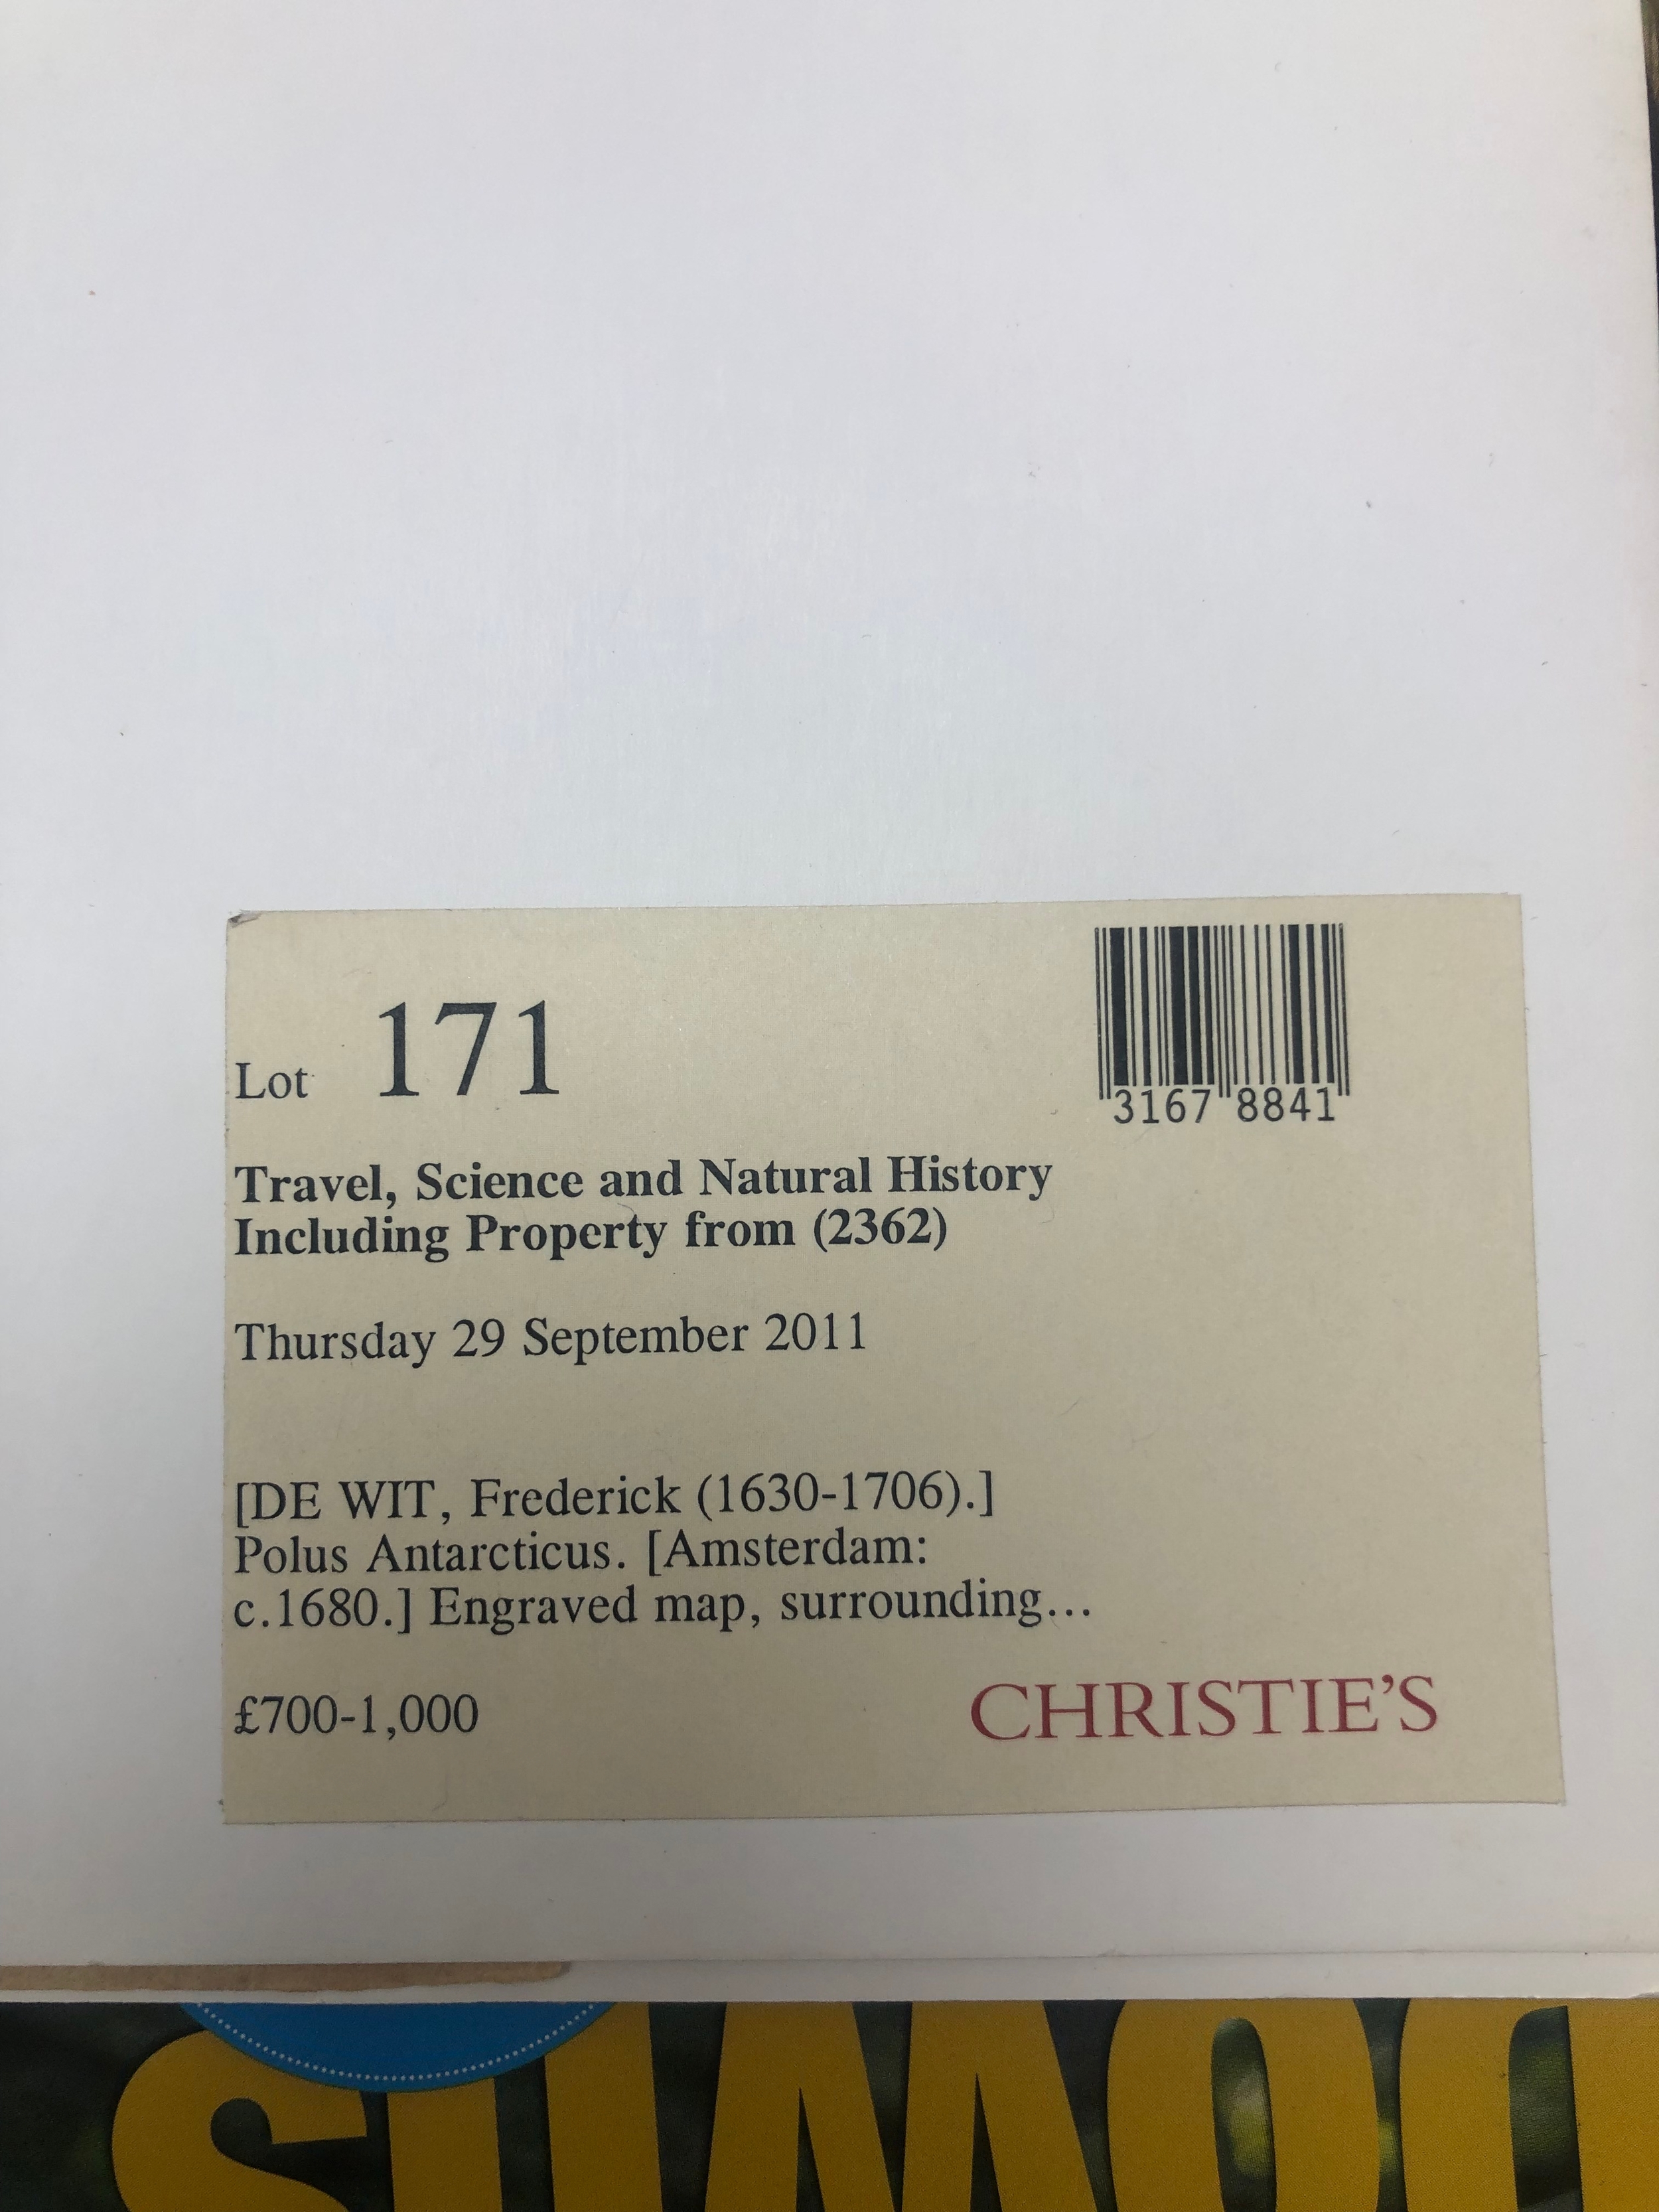 Lot 171
3167 8841
Travel, Science and Natural History
Including Property from (2362)
Thursday 29 September 2011
[DE WIT, Frederick (1630-1706).]
Polus Antarcticus. [Amsterdam:
c.1680.] Engraved map, surrounding...
£700-1,000
CHRISTIE'S